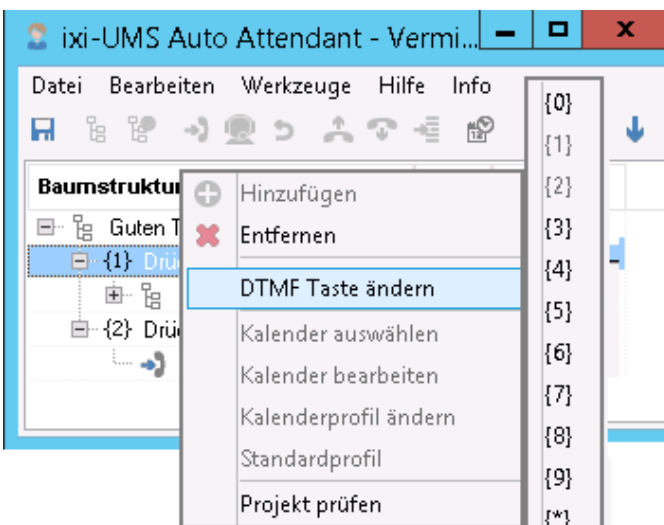 ixi-UMS Auto Attendant - Vermi...
Datei Bearbeiten Werkzeuge Hilfe Info
12
Baumstruktu
Guten T
{1} Drü
{2} Drü
Hinzufügen
Entfernen
DTMF Taste ändern
Kalender auswählen
Kalender bearbeiten
Kalenderprofil ändern
Standardprofil
Projekt prüfen
{0}
{1}
{2}
{3}
{4}
{5}
{6}
{7}
{8}
{9}
{*}